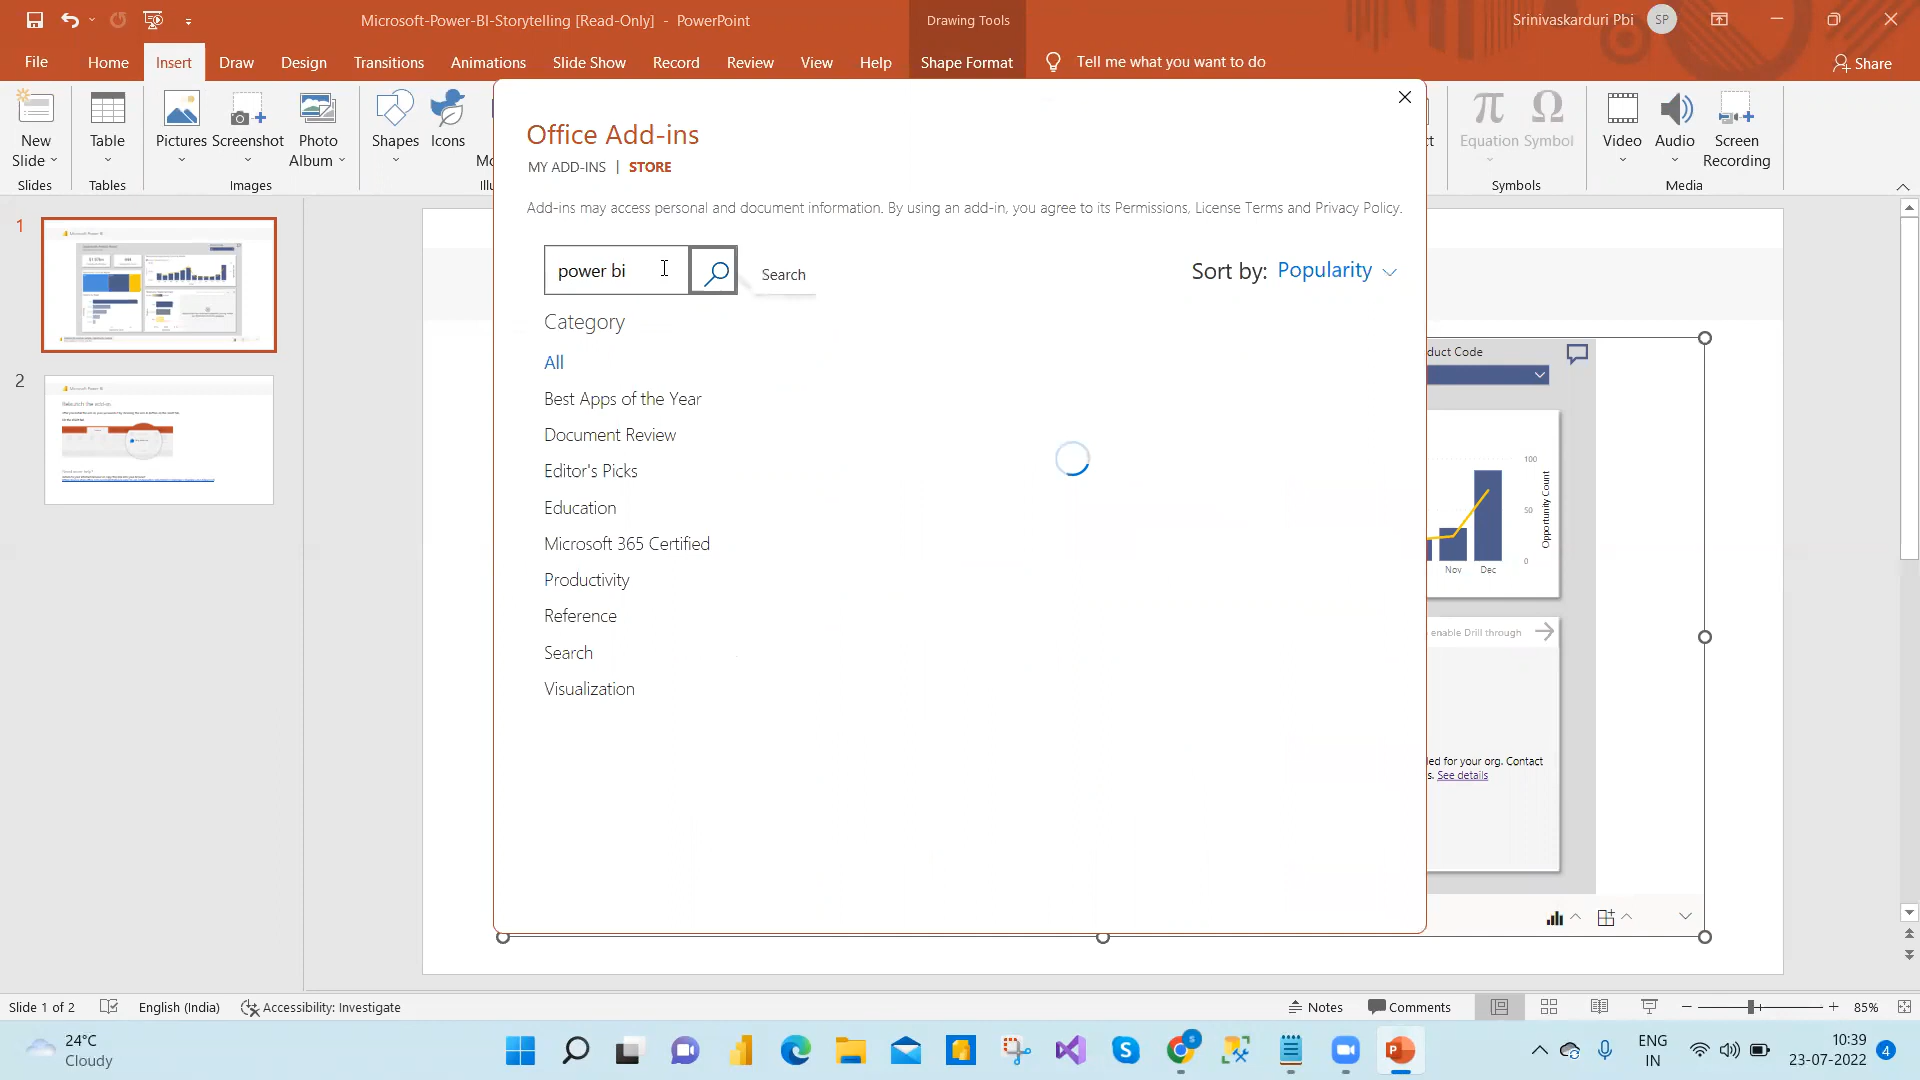 Microsoft-Power-BI-Storytelling [Read-Only] - PowerPoint
Drawing Tools
Srinivaskarduri Pbi
SP
File
Home
Insert
Draw
Design
Transitions
Animations
Slide Show
Record
Review
View
Help
Shape Format
Tell me what you want to do
Share
New Slide
Table
Pictures
Screenshot
Photo Album
Shapes
Icons
Equation
Symbol
Video
Audio
Screen Recording
Slides
Tables
Images
Symbols
Media
Office Add-ins
MY ADD-INS | STORE
Add-ins may access personal and document information. By using an add-in, you agree to its Permissions, License Terms and Privacy Policy.
power bi
Search
Sort by: Popularity
Category
All
Best Apps of the Year
Document Review
Editor's Picks
Education
Microsoft 365 Certified
Productivity
Reference
Search
Visualization
1
2
Microsoft Power BI
duct Code
100
50
0
Opportunity Count
Nov
Dec
enable Drill through
led for your org. Contact
s. See details
Slide 1 of 2
English (India)
Accessibility: Investigate
Notes
Comments
85%
24°C
Cloudy
ENG
IN
10:39
23-07-2022
4